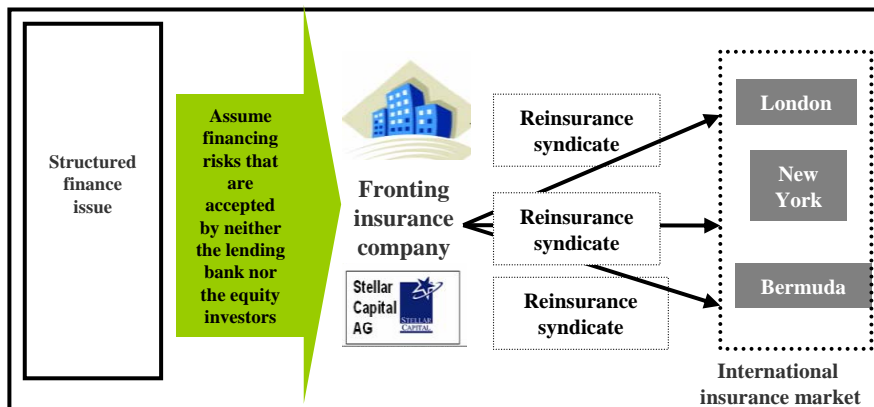 Structured
finance
issue
Assume
financing
risks that
are
accepted
by neither
the lending
bank nor
the equity
investors
Fronting
insurance
company
Stellar
Capital
AG
STELLAR
CAPITAL
Reinsurance
syndicate
Reinsurance
syndicate
Reinsurance
syndicate
London
New
York
Bermuda
International
insurance market